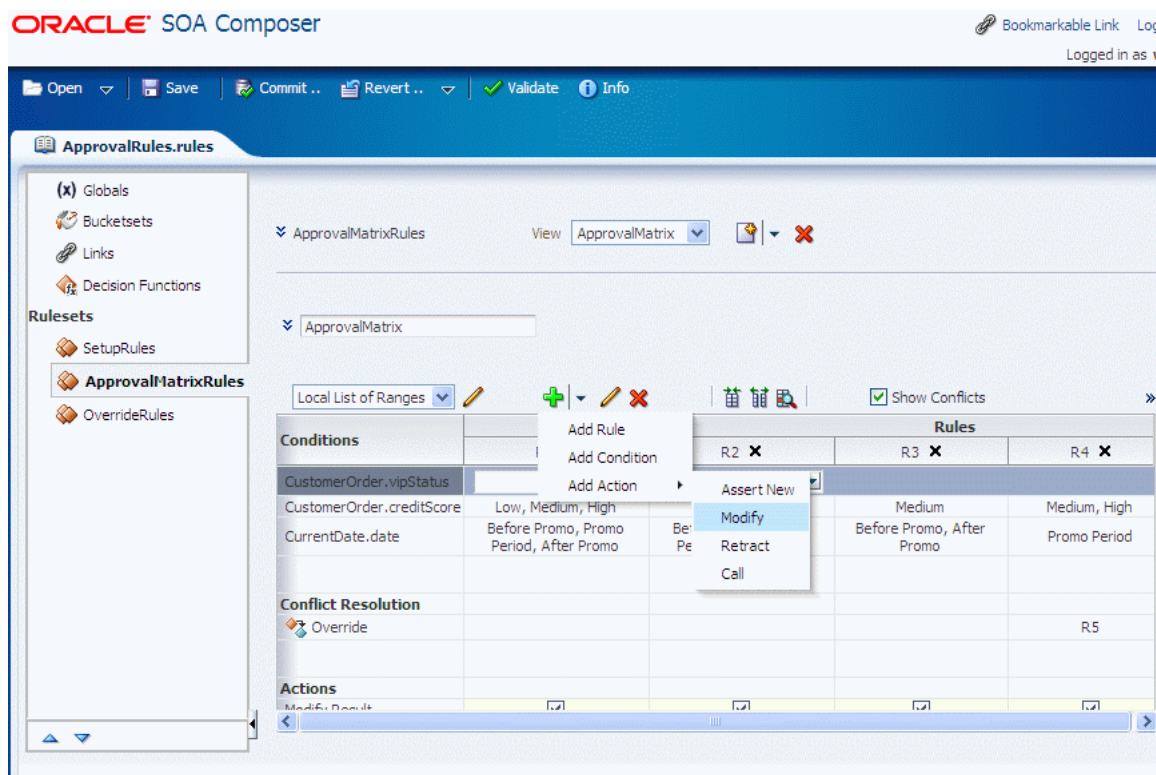 ORACLE® SOA Composer
Bookmarkable Link
Logged in as
Open Save Commit .. Revert .. Validate Info
ApprovalRules.rules
(x) Globals
Bucketsets
Links
Decision Functions
Rulesets
SetupRules
ApprovalMatrixRules
OverrideRules
ApprovalMatrixRules View ApprovalMatrix
ApprovalMatrix
Local List of Ranges Show Conflicts
Add Rule
Add Condition
Add Action
Assert New
Modify
Retract
Call
Conditions Rules
R2 R3 R4
CustomerOrder.vipStatus
CustomerOrder.creditScore Low, Medium, High Medium Medium, High
CurrentDate.date Before Promo, Promo Period, After Promo Before Promo, After Promo Promo Period
Conflict Resolution
Override R5
Actions
Modify Result